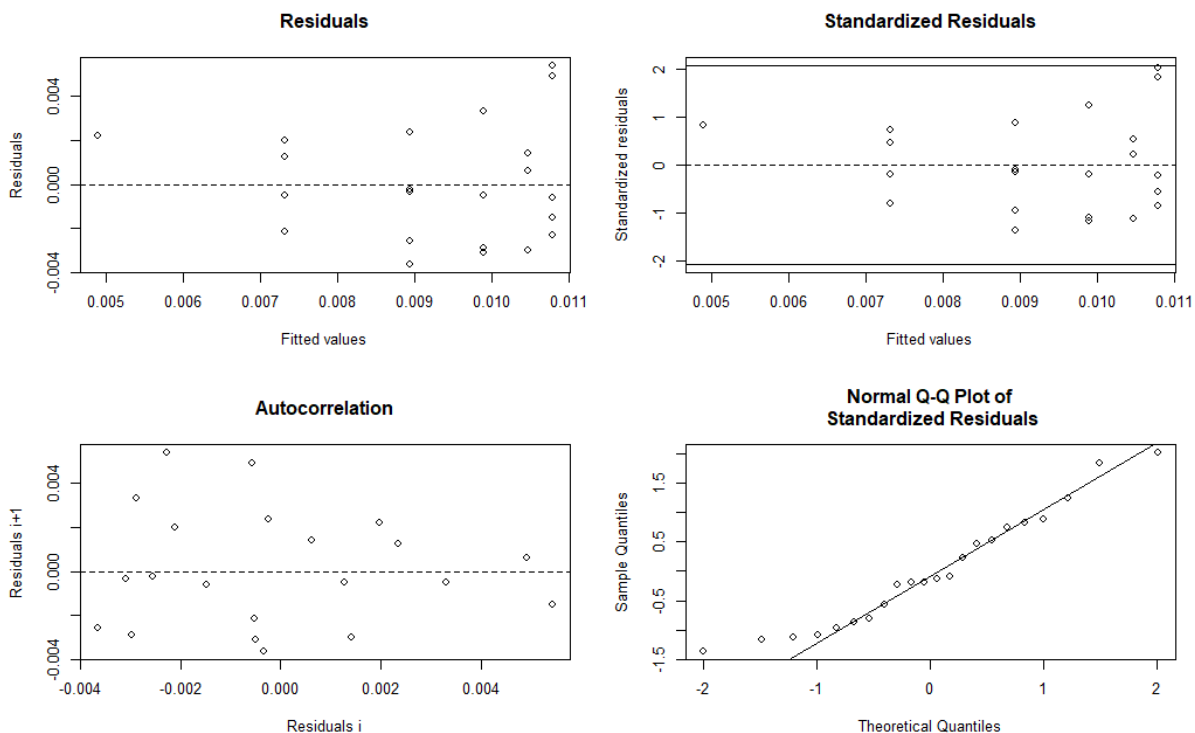 Residuals
Residuals
0.004
0.000
-0.004
0.005 0.006 0.007 0.008 0.009 0.010 0.011
Fitted values
Standardized Residuals
Standardized residuals
2
1
0
-1
-2
0.005 0.006 0.007 0.008 0.009 0.010 0.011
Fitted values
Autocorrelation
Residuals i+1
0.004
0.000
-0.004
-0.004 -0.002 0.000 0.002 0.004
Residuals i
Normal Q-Q Plot of
Standardized Residuals
Sample Quantiles
1.5
0.5
-0.5
-1.5
-2 -1 0 1 2
Theoretical Quantiles